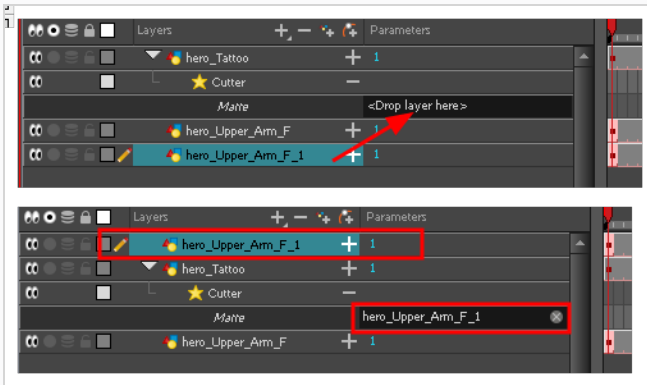 Layers Parameters
hero_Tattoo 1
Cutter
Matte <Drop layer here>
hero_Upper_Arm_F 1
hero_Upper_Arm_F_1 1
Layers Parameters
hero_Upper_Arm_F_1 1
hero_Tattoo 1
Cutter
Matte hero_Upper_Arm_F_1
hero_Upper_Arm_F 1